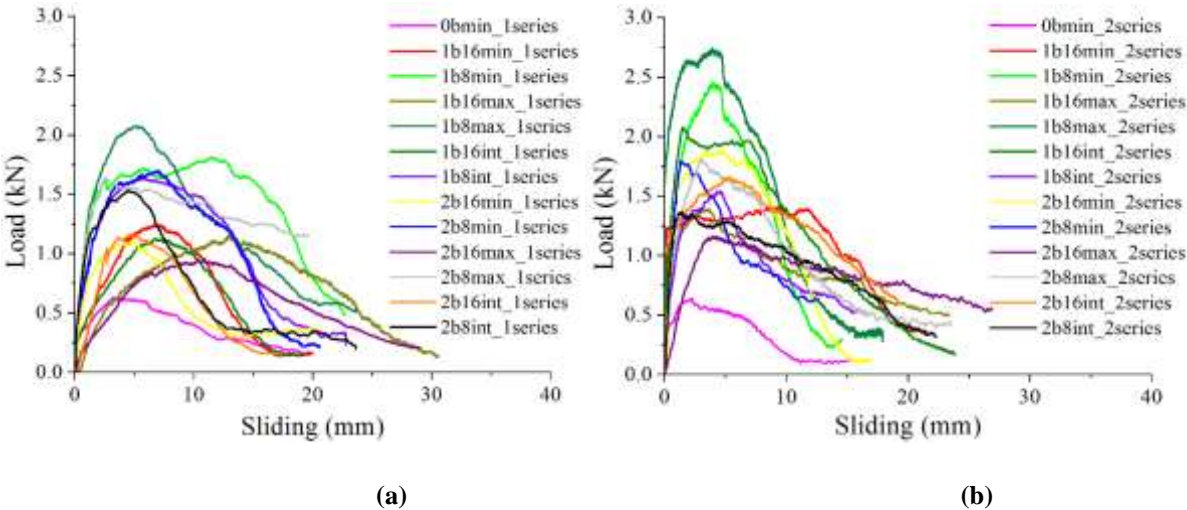 3.0
2.5
2.0
1.5
1.0
0.5
0.0
Load (kN)
0
10
20
30
40
Sliding (mm)
0bmin_1series
1b16min_1series
1b8min_1series
1b16max_1series
1b8max_1series
1b16int_1series
1b8int_1series
2b16min_1series
2b8min_1series
2b16max_1series
2b8max_1series
2b16int_1series
2b8int_1series
(a)
3.0
2.5
2.0
1.5
1.0
0.5
0.0
Load (kN)
0
10
20
30
40
Sliding (mm)
0bmin_2series
1b16min_2series
1b8min_2series
1b16max_2series
1b8max_2series
1b16int_2series
1b8int_2series
2b16min_2series
2b8min_2series
2b16max_2series
2b8max_2series
2b16int_2series
2b8int_2series
(b)